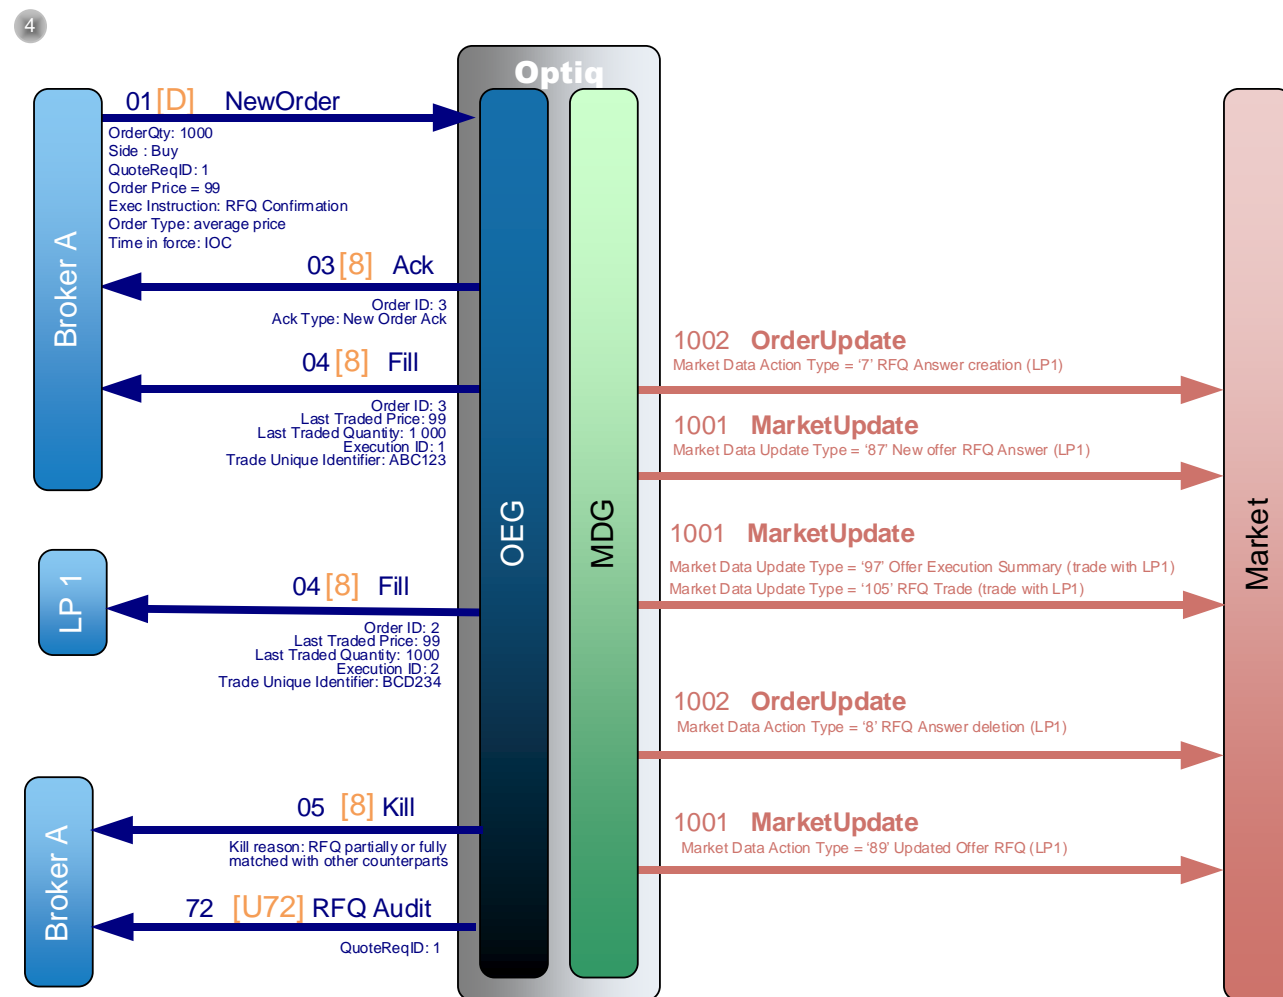 4
Optiq
01 [D] NewOrder
OrderQty: 1000
Side : Buy
QuoteReqID: 1
Order Price = 99
Exec Instruction: RFQ Confirmation
Order Type: average price
Time in force: IOC
Broker A
03 [8] Ack
Order ID: 3
Ack Type: New Order Ack
04 [8] Fill
Order ID: 3
Last Traded Price: 99
Last Traded Quantity: 1 000
Execution ID: 1
Trade Unique Identifier: ABC123
1002 OrderUpdate
Market Data Action Type = ‘7’ RFQ Answer creation (LP1)
1001 MarketUpdate
Market Data Update Type = ‘87’ New offer RFQ Answer (LP1)
OEG
MDG
Market
1001 MarketUpdate
Market Data Update Type = ‘97’ Offer Execution Summary (trade with LP1)
Market Data Update Type = ‘105’ RFQ Trade (trade with LP1)
LP 1
04 [8] Fill
Order ID: 2
Last Traded Price: 99
Last Traded Quantity: 1000
Execution ID: 2
Trade Unique Identifier: BCD234
1002 OrderUpdate
Market Data Action Type = ‘8’ RFQ Answer deletion (LP1)
Broker A
05 [8] Kill
Kill reason: RFQ partially or fully
matched with other counterparts
1001 MarketUpdate
Market Data Action Type = ‘89’ Updated Offer RFQ (LP1)
72 [U72] RFQ Audit
QuoteReqID: 1